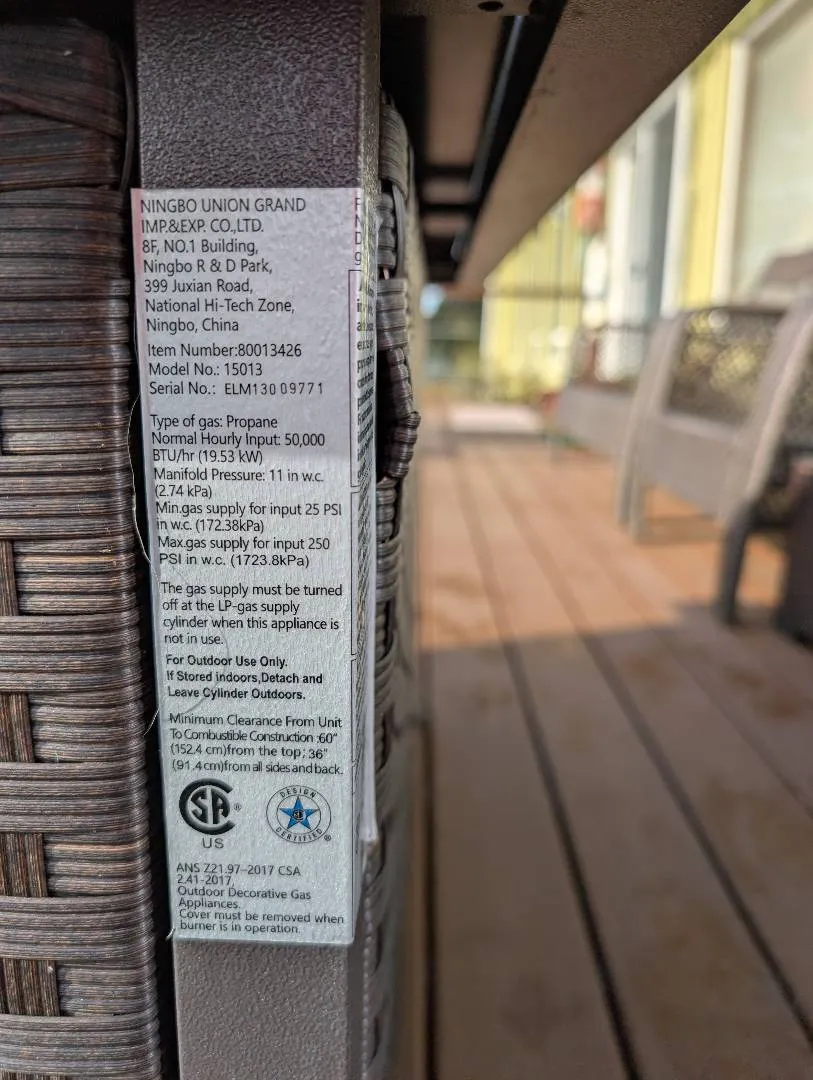 NINGBO UNION GRAND
IMP.&EXP. CO.,LTD.
8F, NO.1 Building,
Ningbo R & D Park,
399 Juxian Road,
National Hi-Tech Zone,
Ningbo, China
Item Number:80013426
Model No.: 15013
Serial No.: ELM13009771
Type of gas: Propane
Normal Hourly Input: 50,000
BTU/hr (19.53 kW)
Manifold Pressure: 11 in w.c.
(2.74 kPa)
Min.gas supply for input 25 PSI
in w.c. (172.38kPa)
Max.gas supply for input 250
PSI in w.c. (1723.8kPa)
The gas supply must be turned
off at the LP-gas supply
cylinder when this appliance is
not in use.
For Outdoor Use Only.
If Stored indoors,Detach and
Leave Cylinder Outdoors.
Minimum Clearance From Unit
To Combustible Construction :60"
(152.4 cm)from the top; 36"
(91.4cm)from all sides and back.
SA ®
US
DESIGN
CERTIFIED ®
ANS Z21.97-2017 CSA
2.41-2017,
Outdoor Decorative Gas
Appliances.
Cover must be removed when
burner is in operation.